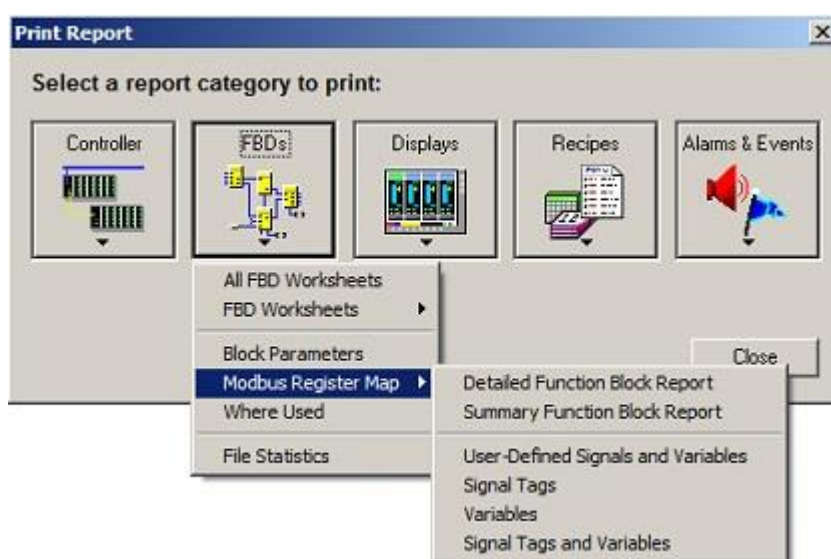 Print Report
Select a report category to print:
Controller
FBDs
Displays
Recipes
Alarms & Events
All FBD Worksheets
FBD Worksheets
Block Parameters
Modbus Register Map
Where Used
File Statistics
Close
Detailed Function Block Report
Summary Function Block Report
User-Defined Signals and Variables
Signal Tags
Variables
Signal Tags and Variables